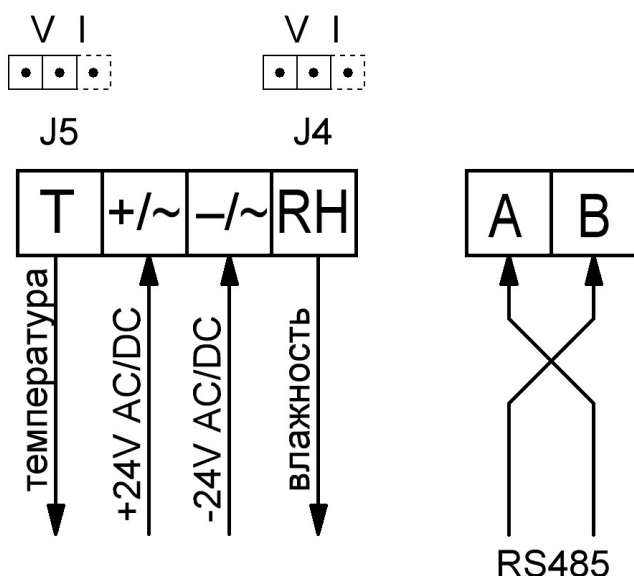 V I
V I
J5
J4
T +/~ –/~ RH
A B
температура
+24V AC/DC
-24V AC/DC
влажность
RS485